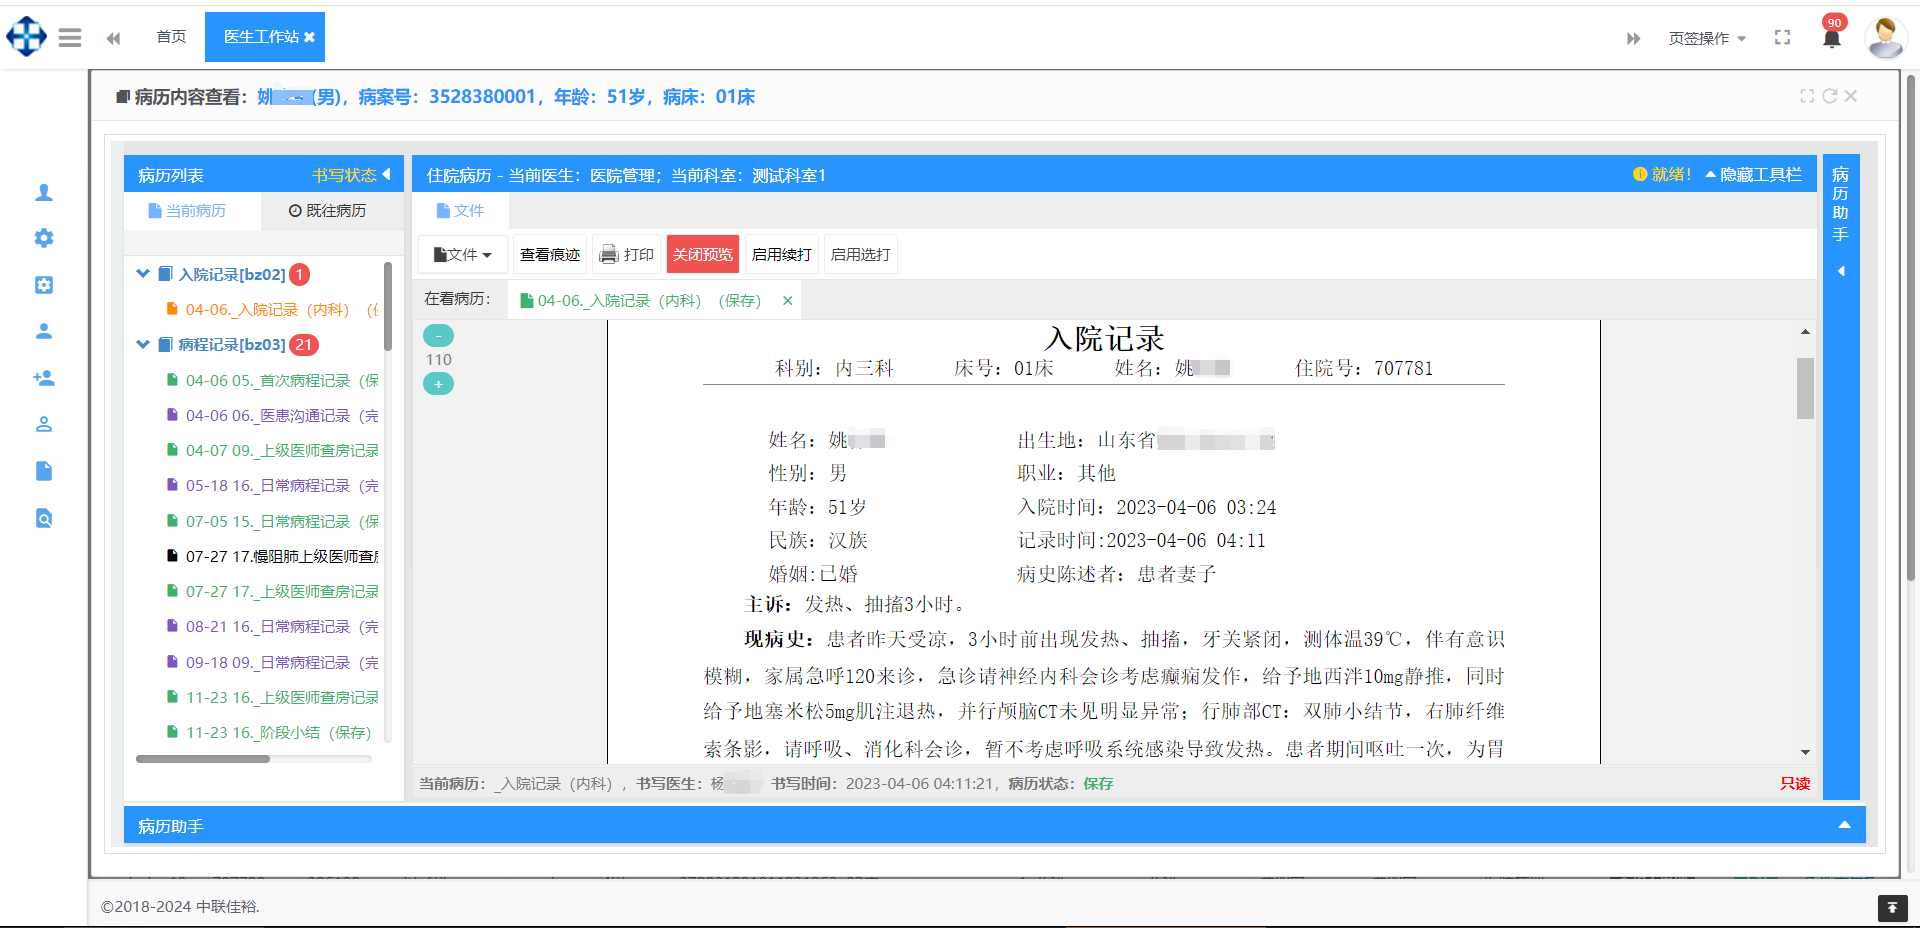 首页
医生工作站
页签操作
90
病历内容查看：姚 (男)，病案号：3528380001，年龄：51岁，病床：01床
病历列表 书写状态
当前病历 既往病历
入院记录[bz02] 1
04-06._入院记录（内科）
病程记录[bz03] 21
04-06 05._首次病程记录（保
04-06 06._医患沟通记录（完
04-07 09._上级医师查房记录
05-18 16._日常病程记录（完
07-05 15._日常病程记录（保
07-27 17.慢阻肺上级医师查房
07-27 17._上级医师查房记录
08-21 16._日常病程记录（完
09-18 09._日常病程记录（完
11-23 16._上级医师查房记录
11-23 16._阶段小结（保存）
住院病历 - 当前医生：医院管理；当前科室：测试科室1
就绪！ 隐藏工具栏
文件
文件 查看痕迹 打印 关闭预览 启用续打 启用选打
在看病历： 04-06._入院记录（内科）（保存） ×
-
110
+
入院记录
科别：内三科 床号：01床 姓名：姚 住院号：707781
姓名：姚 出生地：山东省
性别：男 职业：其他
年龄：51岁 入院时间：2023-04-06 03:24
民族：汉族 记录时间:2023-04-06 04:11
婚姻:已婚 病史陈述者：患者妻子
主诉：发热、抽搐3小时。
现病史：患者昨天受凉，3小时前出现发热、抽搐，牙关紧闭，测体温39℃，伴有意识
模糊，家属急呼120来诊，急诊请神经内科会诊考虑癫痫发作，给予地西泮10mg静推，同时
给予地塞米松5mg肌注退热，并行颅脑CT未见明显异常；行肺部CT：双肺小结节，右肺纤维
索条影，请呼吸、消化科会诊，暂不考虑呼吸系统感染导致发热。患者期间呕吐一次，为胃
当前病历：_入院记录（内科），书写医生：杨 书写时间：2023-04-06 04:11:21，病历状态：保存
只读
病历助手
病历助手
©2018-2024 中联佳裕.